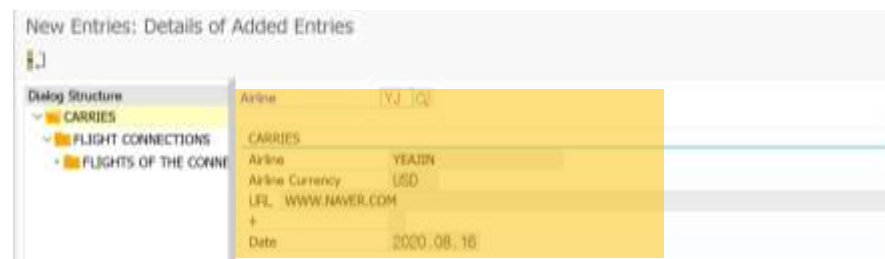 New Entries: Details of Added Entries
Dialog Structure
CARRIES
FLIGHT CONNECTIONS
FLIGHTS OF THE CONNE
Airline YJ
CARRIES
Airline YEAJIN
Airline Currency USD
URL WWW.NAVER.COM
+
Date 2020.08.16